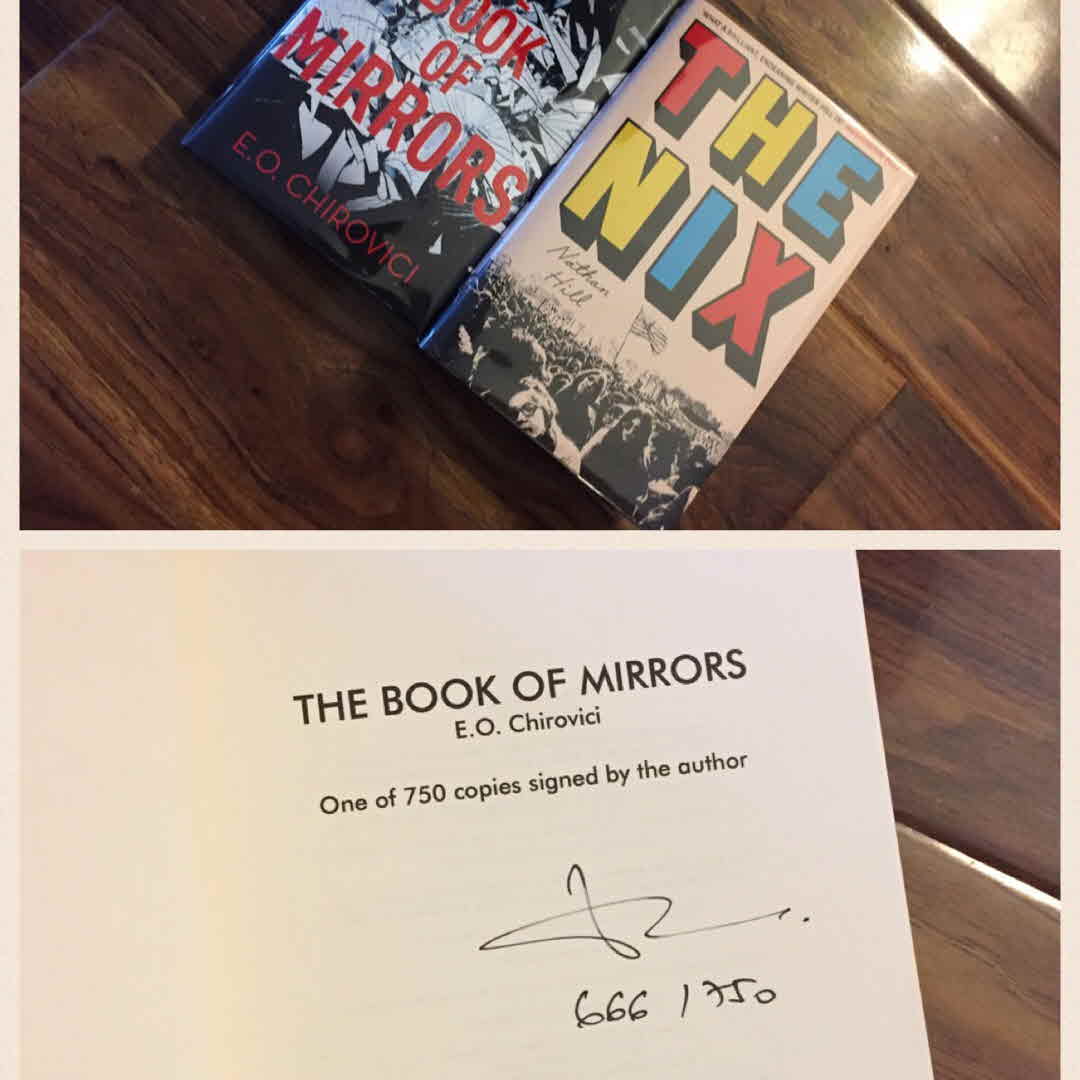 BOOK
OF
MIRRORS
E.O. CHIROVICI
THE
NIX
Nathan
Hill
THE BOOK OF MIRRORS
E.O. Chirovici
One of 750 copies signed by the author
666 / 750